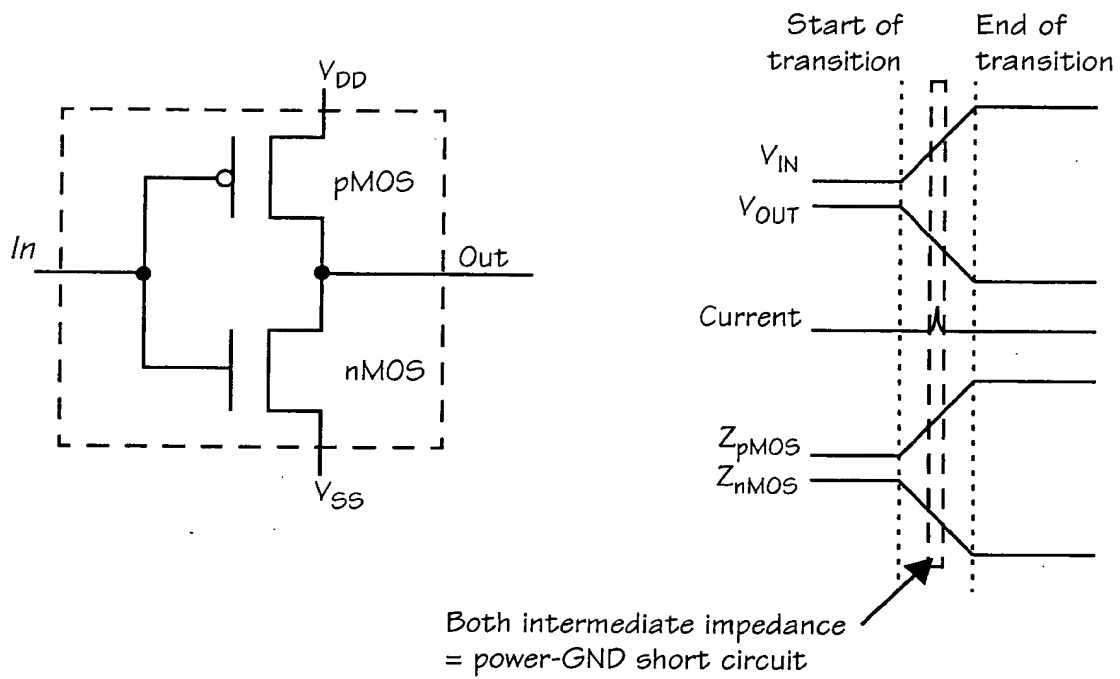 V_DD
pMOS
In
Out
nMOS
V_SS
Start of
transition
End of
transition
V_IN
V_OUT
Current
Z_pMOS
Z_nMOS
Both intermediate impedance
= power-GND short circuit